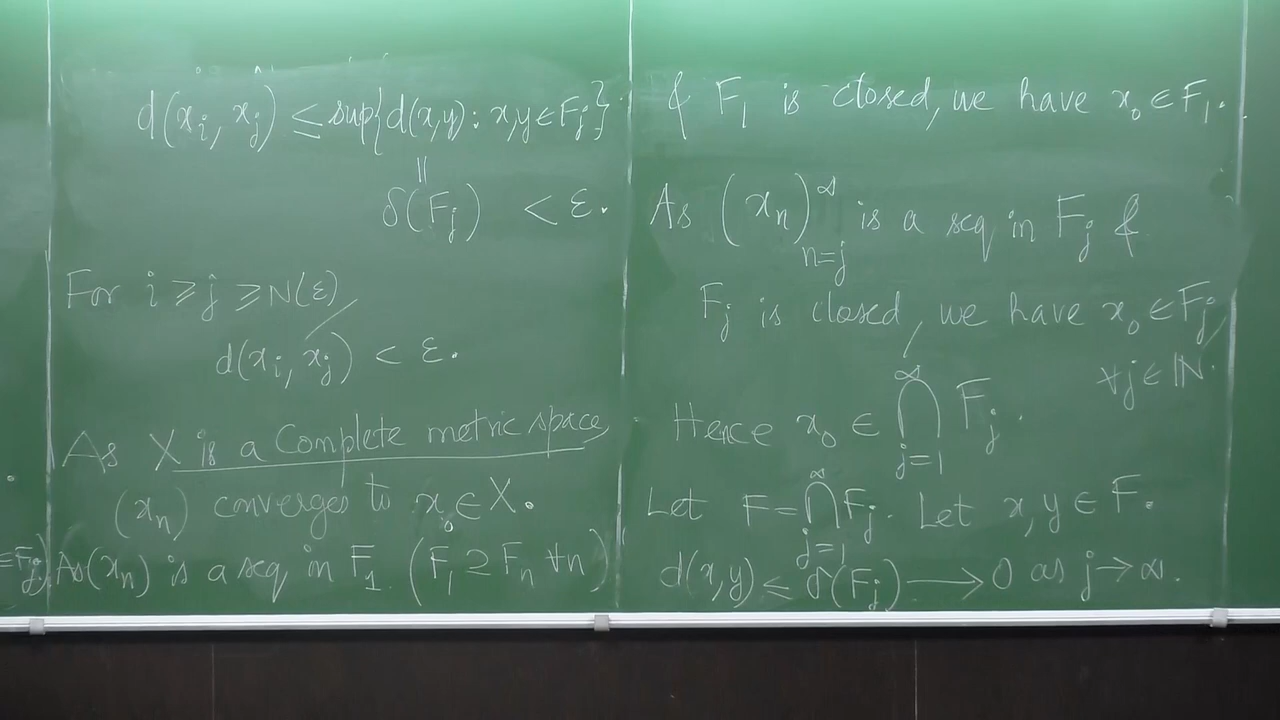 d(x_i, x_j) ≤ sup{d(x,y): x,y∈F_j}
||
δ(F_j) < ε.
For i ≥ j ≥ N(ε)
d(x_i, x_j) < ε.
As X is a Complete metric space,
(x_n) converges to x_0 ∈ X.
∈F_j). As (x_n) is a seq in F_1. (F_1 ⊇ F_n ∀n)
& F_1 is closed, we have x_0 ∈ F_1.
As (x_n)_{n=j}^∞ is a seq in F_j &
F_j is closed, we have x_0 ∈ F_j,
∀j ∈ ℕ.
Hence x_0 ∈ ⋂_{j=1}^∞ F_j.
Let F = ⋂_{j=1}^∞ F_j. Let x, y ∈ F.
d(x,y) ≤ δ(F_j) ⟶ 0 as j → ∞.